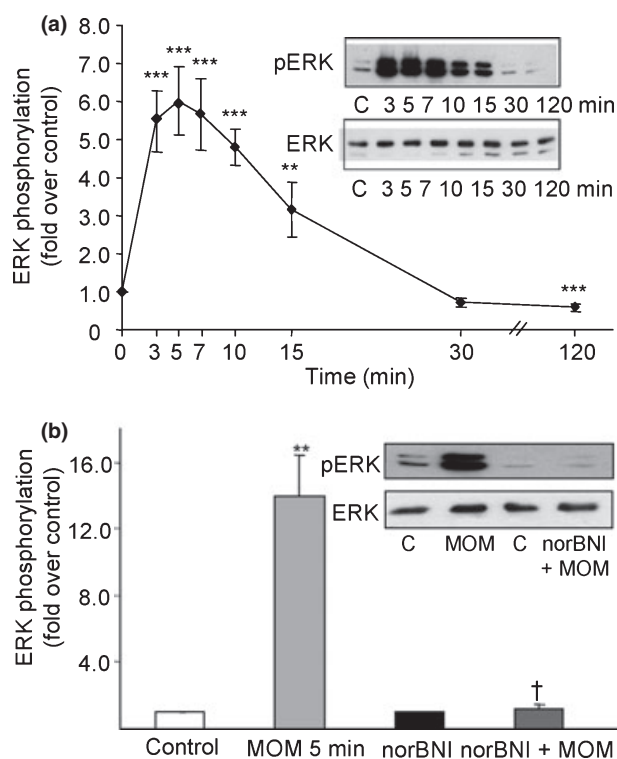 (a)
ERK phosphorylation
(fold over control)
8.0
7.0
6.0
5.0
4.0
3.0
2.0
1.0
0
***
***
***
***
**
***
pERK
C 3 5 7 10 15 30 120 min
ERK
C 3 5 7 10 15 30 120 min
0 3 5 7 10 15 30 120
Time (min)
(b)
ERK phosphorylation
(fold over control)
16.0
12.0
8.0
4.0
**
†
pERK
ERK
C MOM C norBNI
+ MOM
Control MOM 5 min norBNI norBNI + MOM